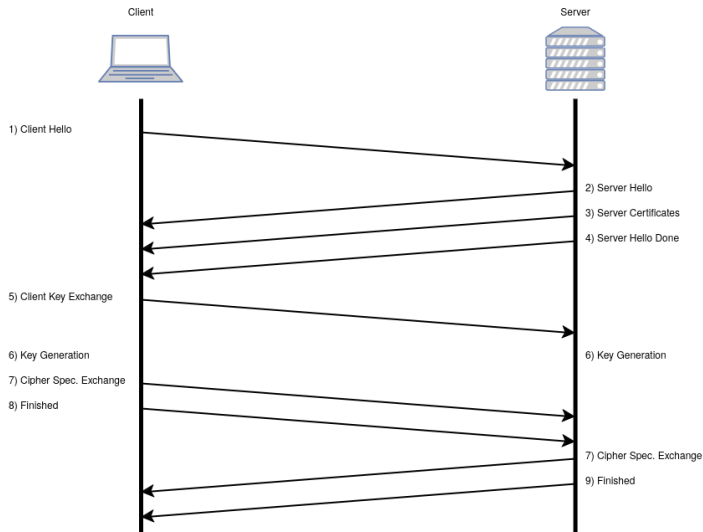 Client
Server
1) Client Hello
2) Server Hello
3) Server Certificates
4) Server Hello Done
5) Client Key Exchange
6) Key Generation
6) Key Generation
7) Cipher Spec. Exchange
8) Finished
7) Cipher Spec. Exchange
9) Finished